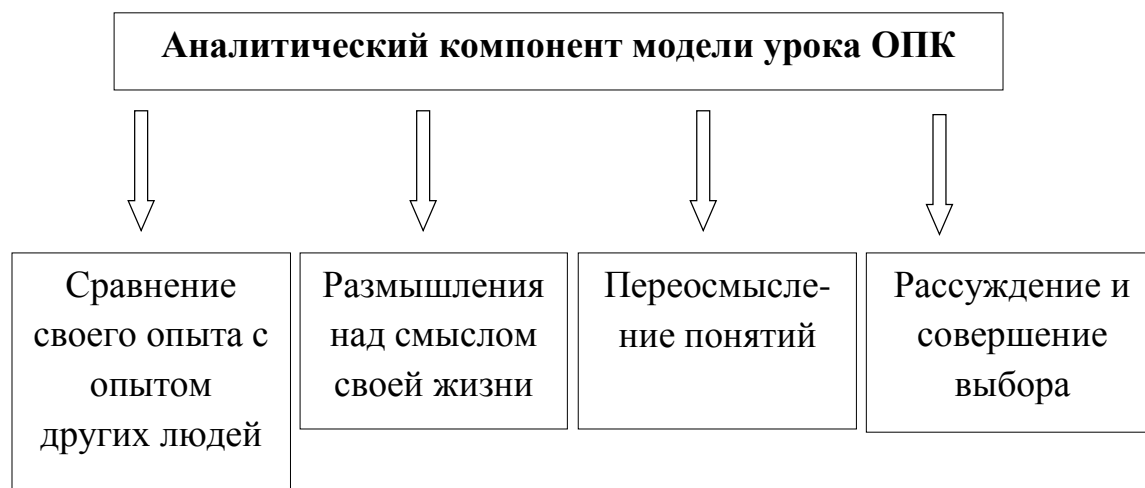 Аналитический компонент модели урока ОПК
Сравнение
своего опыта с
опытом
других людей
Размышления
над смыслом
своей жизни
Переосмысле-
ние понятий
Рассуждение и
совершение
выбора